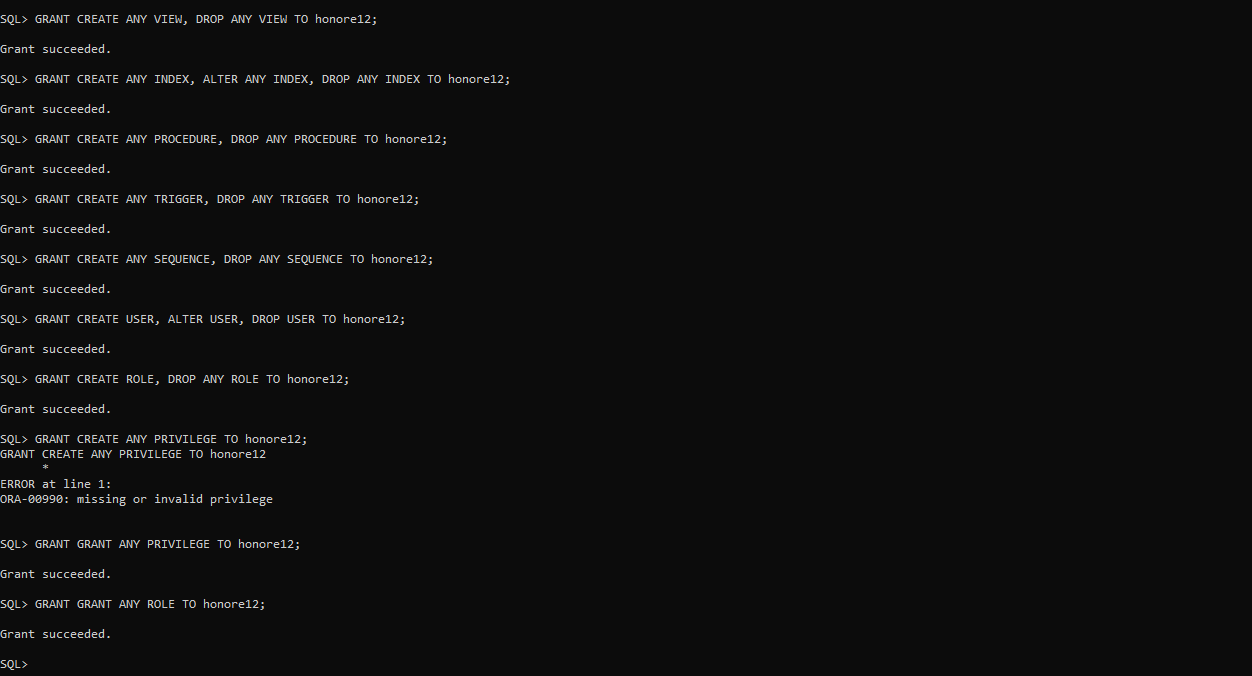 SQL> GRANT CREATE ANY VIEW, DROP ANY VIEW TO honore12;
Grant succeeded.
SQL> GRANT CREATE ANY INDEX, ALTER ANY INDEX, DROP ANY INDEX TO honore12;
Grant succeeded.
SQL> GRANT CREATE ANY PROCEDURE, DROP ANY PROCEDURE TO honore12;
Grant succeeded.
SQL> GRANT CREATE ANY TRIGGER, DROP ANY TRIGGER TO honore12;
Grant succeeded.
SQL> GRANT CREATE ANY SEQUENCE, DROP ANY SEQUENCE TO honore12;
Grant succeeded.
SQL> GRANT CREATE USER, ALTER USER, DROP USER TO honore12;
Grant succeeded.
SQL> GRANT CREATE ROLE, DROP ANY ROLE TO honore12;
Grant succeeded.
SQL> GRANT CREATE ANY PRIVILEGE TO honore12;
GRANT CREATE ANY PRIVILEGE TO honore12
      *
ERROR at line 1:
ORA-00990: missing or invalid privilege
SQL> GRANT GRANT ANY PRIVILEGE TO honore12;
Grant succeeded.
SQL> GRANT GRANT ANY ROLE TO honore12;
Grant succeeded.
SQL>